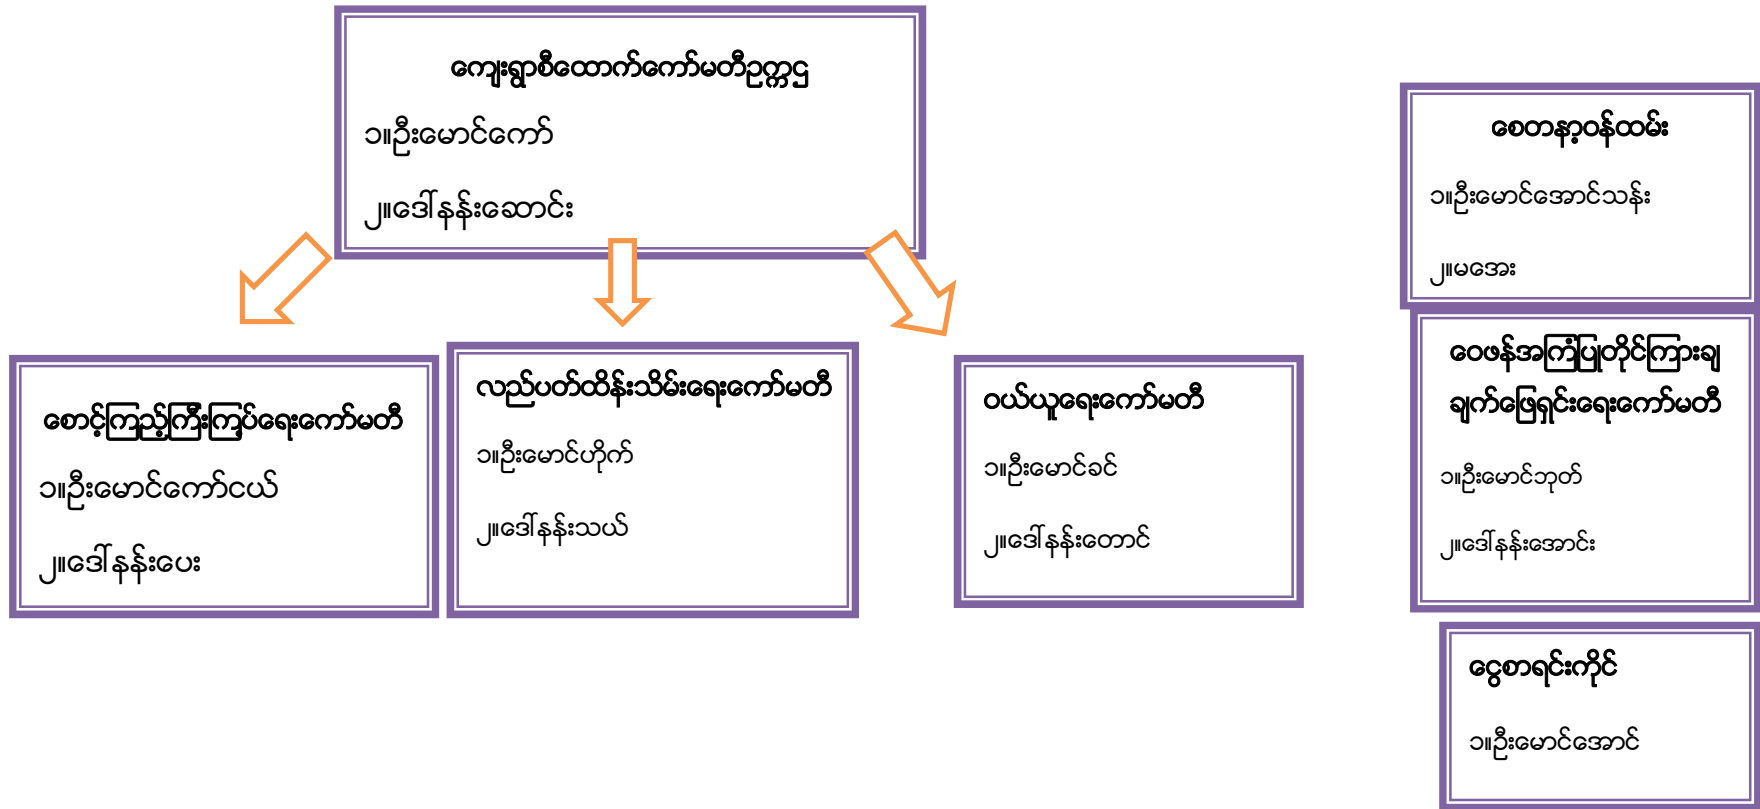 ကျေးရွာစီထောက်ကော်မတီဥက္ကဌ
၁။ဦးမောင်ကော်
၂။ဒေါ်နန်းဆောင်း
စောင့်ကြည့်ကြီးကြပ်ရေးကော်မတီ
၁။ဦးမောင်ကော်ငယ်
၂။ဒေါ်နန်းပေး
လည်ပတ်ထိန်းသိမ်းရေးကော်မတီ
၁။ဦးမောင်ဟိုက်
၂။ဒေါ်နန်းသယ်
ဝယ်ယူရေးကော်မတီ
၁။ဦးမောင်ခင်
၂။ဒေါ်နန်းတောင်
စေတနာ့ဝန်ထမ်း
၁။ဦးမောင်အောင်သန်း
၂။မအေး
ဝေဖန်အကြံပြုတိုင်ကြားချ
ချက်ဖြေရှင်းရေးကော်မတီ
၁။ဦးမောင်ဘုတ်
၂။ဒေါ်နန်းအောင်း
ငွေစာရင်းကိုင်
၁။ဦးမောင်အောင်